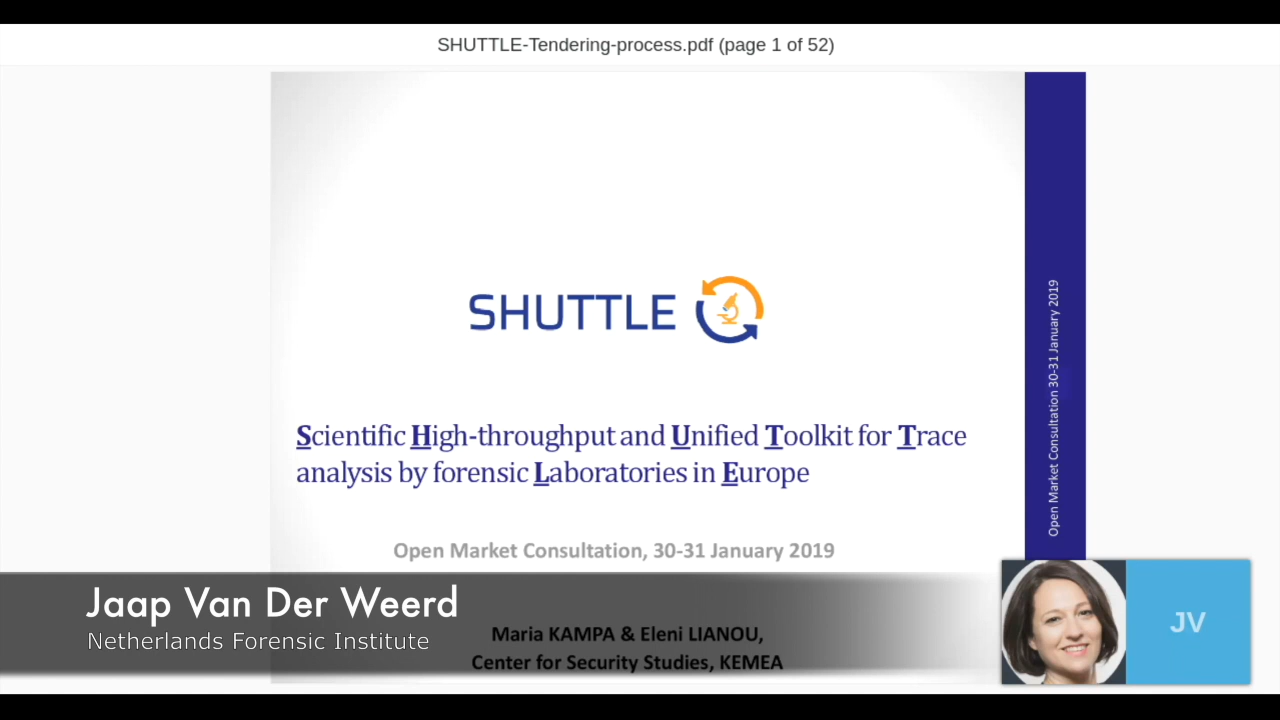 SHUTTLE-Tendering-process.pdf (page 1 of 52)
SHUTTLE
Scientific High-throughput and Unified Toolkit for Trace
analysis by forensic Laboratories in Europe
Open Market Consultation, 30-31 January 2019
Open Market Consultation 30-31 January 2019
Jaap Van Der Weerd
Netherlands Forensic Institute
Maria KAMPA & Eleni LIANOU,
Center for Security Studies, KEMEA
JV